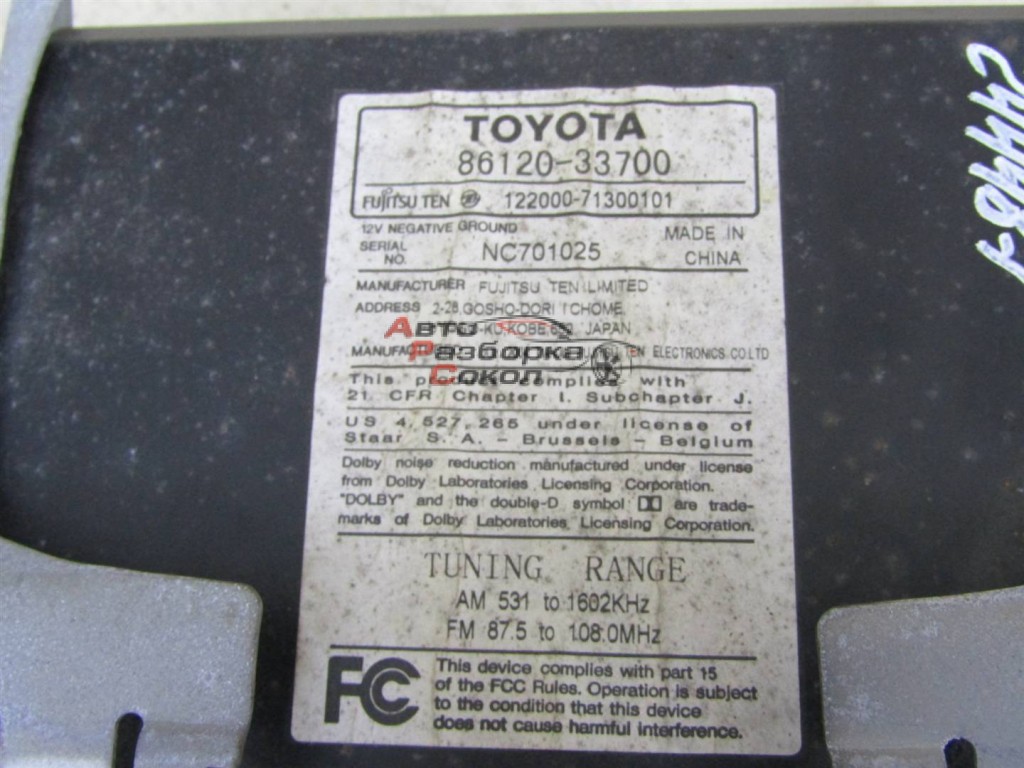 TOYOTA
86120-33700
FUJITSU TEN 122000-71300101
12V NEGATIVE GROUND
MADE IN
SERIAL NO. NC701025
CHINA
MANUFACTURER FUJITSU TEN LIMITED
ADDRESS 2-28, GOSHO-DORI 1CHOME,
-KU, KOBE 652, JAPAN
TEN ELECTRONICS CO.LTD
Авто
Разборка
Сокол
This product complies with
21 CFR Chapter I. Subchapter J.
US 4,527,265 under license of
Staar S.A. - Brussels - Belgium
Dolby noise reduction manufactured under license
from Dolby Laboratories Licensing Corporation.
"DOLBY" and the double-D symbol are trade-
marks of Dolby Laboratories Licensing Corporation.
TUNING RANGE
AM 531 to 1602KHz
FM 87.5 to 108.0MHz
FC This device complies with part 15
of the FCC Rules. Operation is subject
to the condition that this device
does not cause harmful interference.